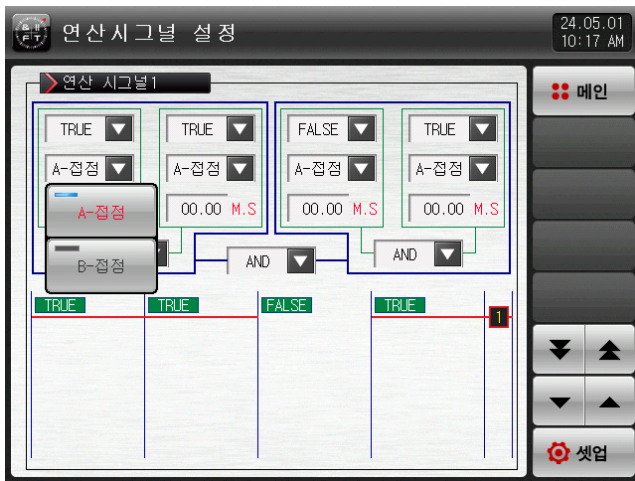 & II
F T
연산시그널 설정
24.05.01
10:17 AM
연산 시그널1
메인
TRUE
TRUE
FALSE
TRUE
A-접점
A-접점
A-접점
A-접점
A-접점
00.00 M.S
00.00 M.S
00.00 M.S
B-접점
AND
AND
TRUE
TRUE
FALSE
TRUE
1
셋업